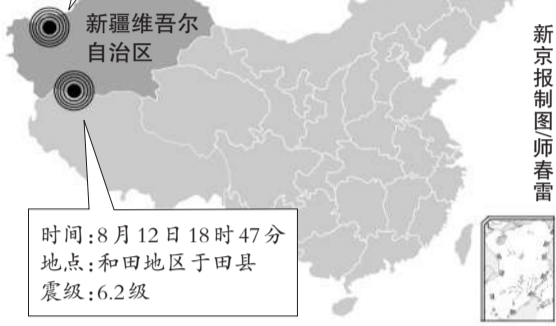 新疆维吾尔
自治区
时间:8月12日18时47分
地点:和田地区于田县
震级:6.2级
新京报制图/师春雷